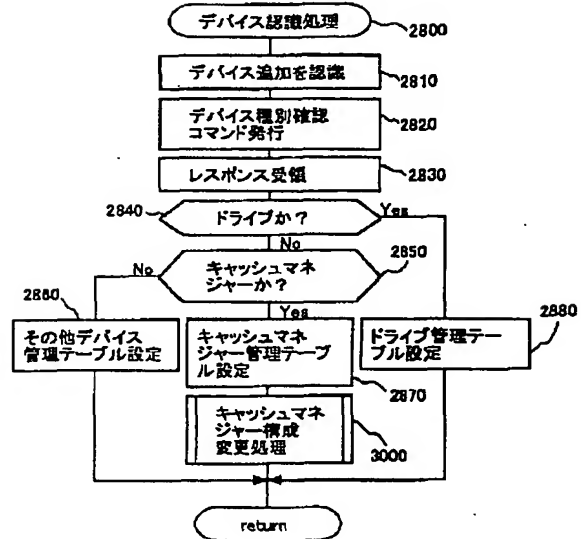 デバイス認識処理
2800
デバイス追加を認識
2810
デバイス種別確認
コマンド発行
2820
レスポンス受領
2830
2840
ドライブか？
Yes
No
2850
No
キャッシュマネ
ジャーか？
2860
Yes
その他デバイス
管理テーブル設定
キャッシュマネ
ジャー管理テーブ
ル設定
ドライブ管理テー
ブル設定
2880
2870
キャッシュマネ
ジャー構成
変更処理
3000
return